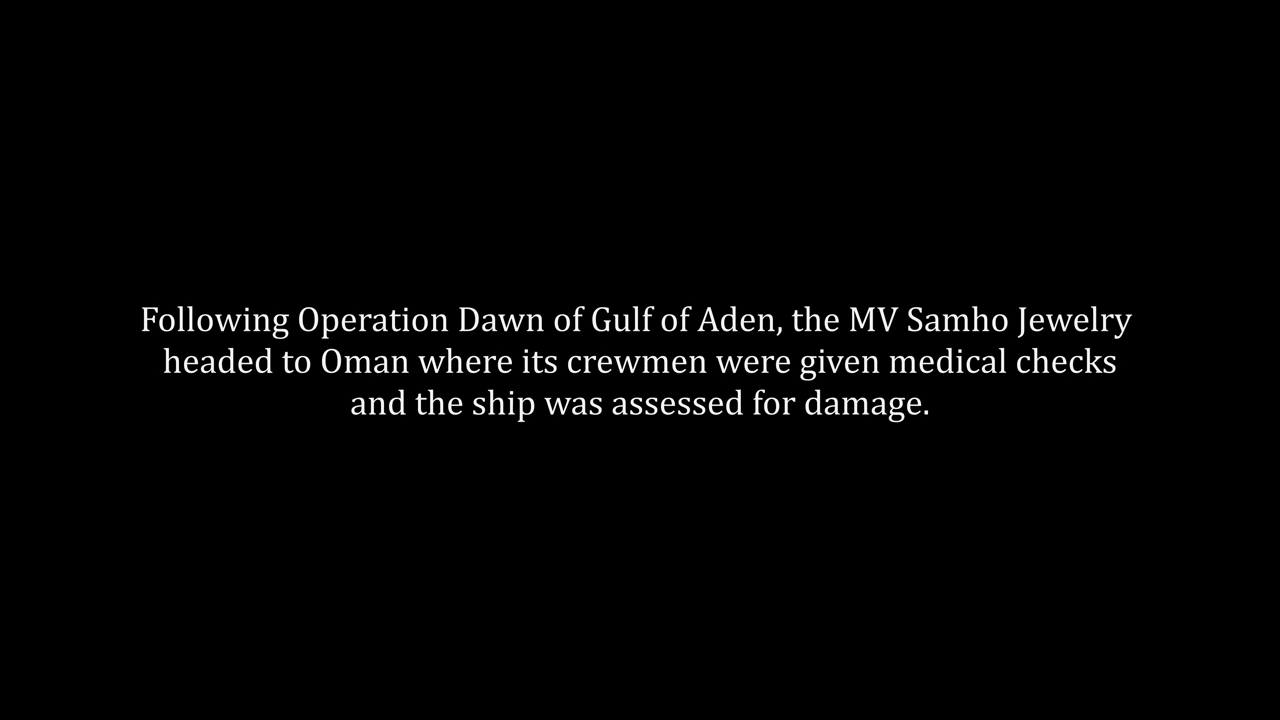 Following Operation Dawn of Gulf of Aden, the MV Samho Jewelry
headed to Oman where its crewmen were given medical checks
and the ship was assessed for damage.